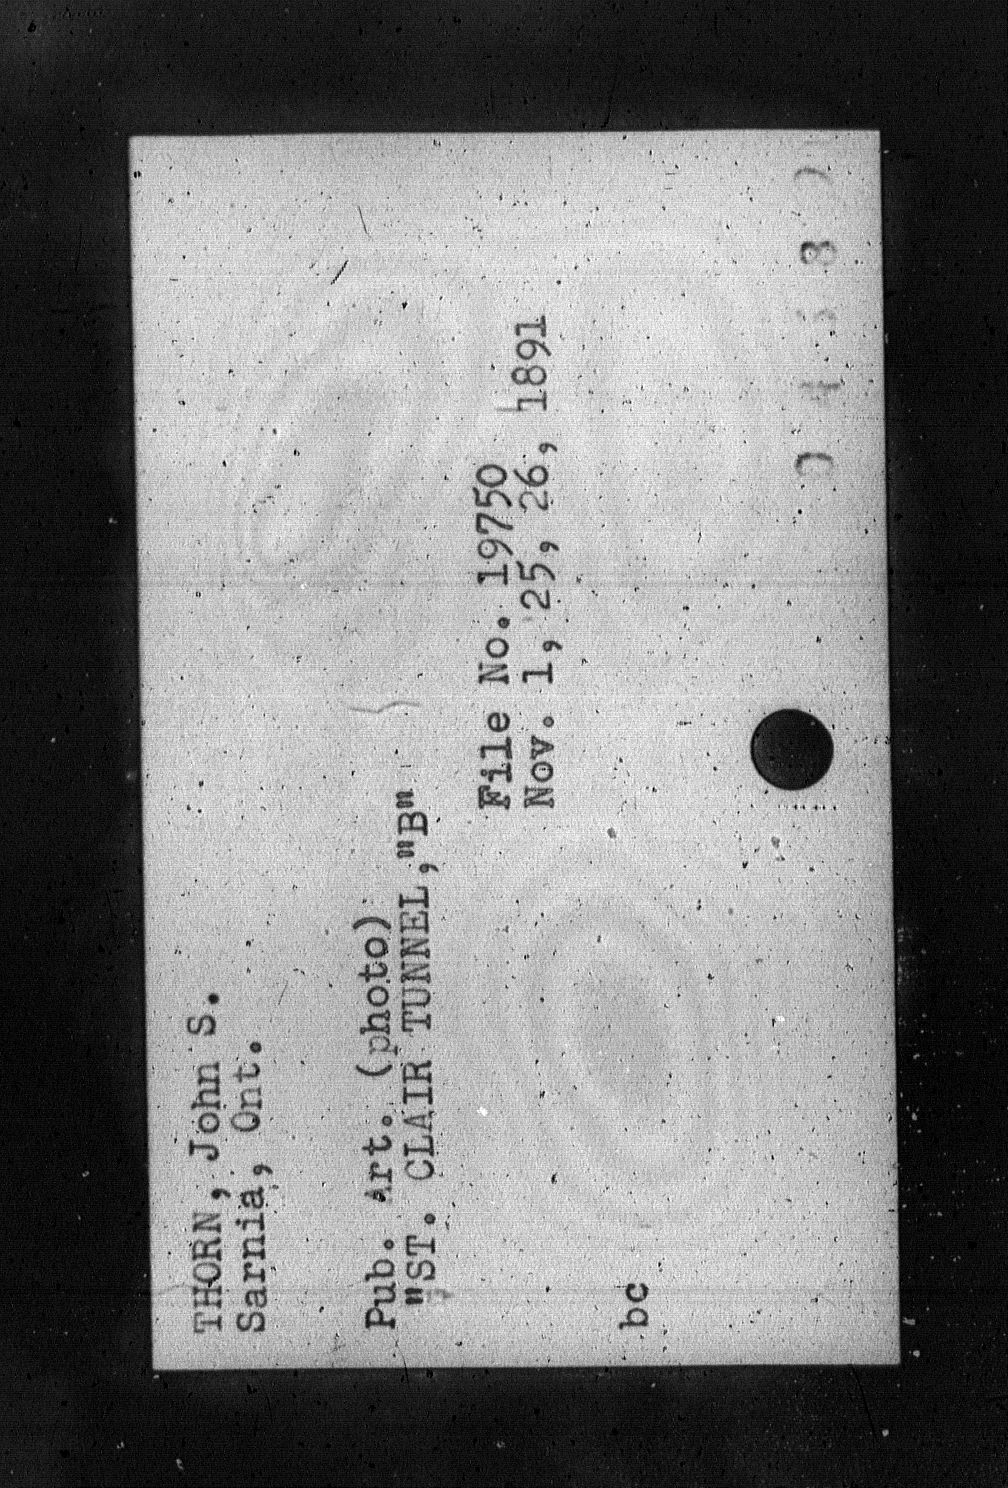 THORN, John S.
Sarnia, Ont.
Pub. Art. (photo)
"ST. CLAIR TUNNEL,"B"
File No. 19750
Nov. 1, 25, 26, 1891
bc